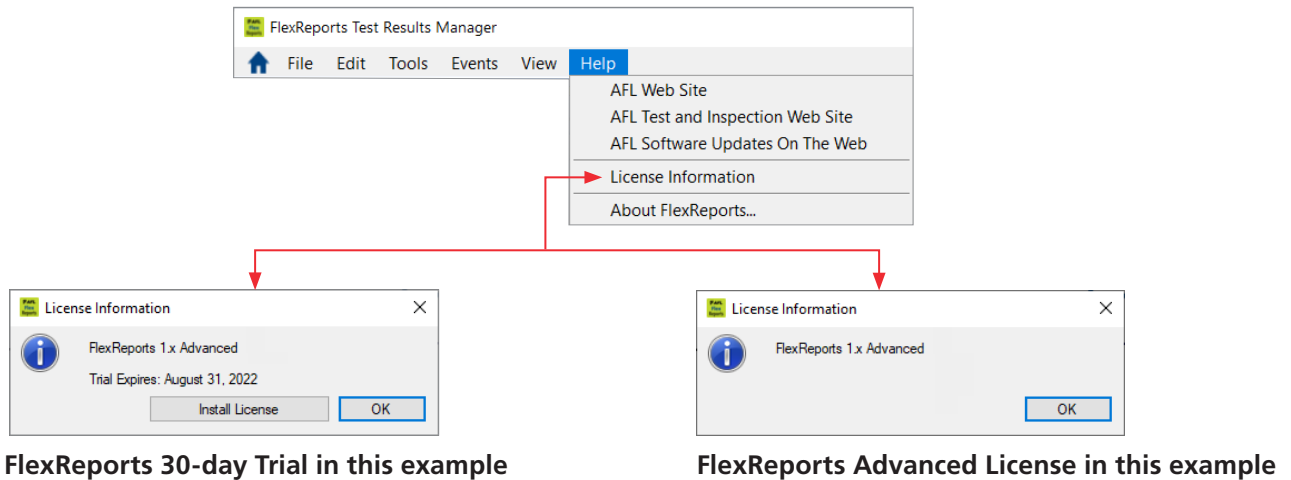 FlexReports Test Results Manager
File Edit Tools Events View Help
AFL Web Site
AFL Test and Inspection Web Site
AFL Software Updates On The Web
License Information
About FlexReports...
License Information
FlexReports 1.x Advanced
Trial Expires: August 31, 2022
Install License OK
FlexReports 30-day Trial in this example
License Information
FlexReports 1.x Advanced
OK
FlexReports Advanced License in this example